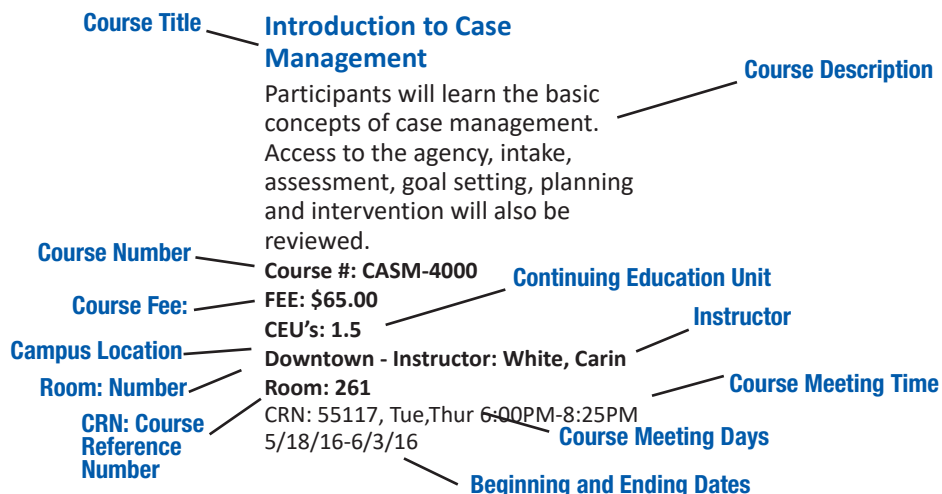 Course Title
Introduction to Case
Management
Course Description
Participants will learn the basic
concepts of case management.
Access to the agency, intake,
assessment, goal setting, planning
and intervention will also be
reviewed.
Course Number
Course #: CASM-4000
Continuing Education Unit
Course Fee:
FEE: $65.00
CEU's: 1.5
Instructor
Campus Location
Downtown - Instructor: White, Carin
Room: Number
Room: 261
Course Meeting Time
CRN: Course
Reference
Number
CRN: 55117, Tue,Thur 6:00PM-8:25PM
Course Meeting Days
5/18/16-6/3/16
Beginning and Ending Dates